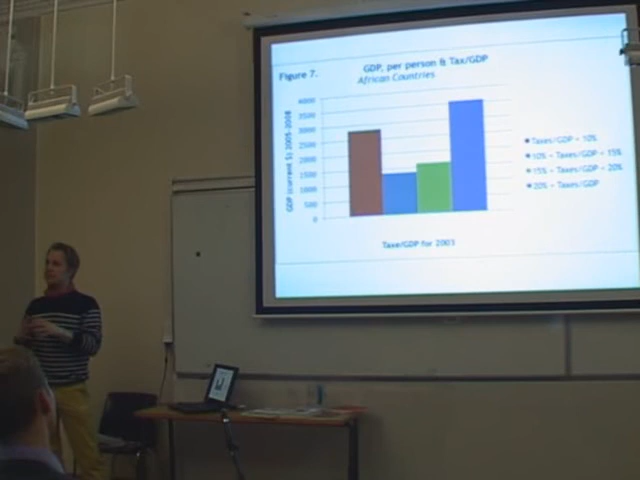 GDP, per person & Tax/GDP
Figure 7.
African Countries
4000
3500
3000
2500
2000
1500
1000
500
0
GDP (current $) 2005-2008
Taxes/GDP < 10%
10% < Taxes/GDP < 15%
15% < Taxes/GDP < 20%
20% < Taxes/GDP
Taxe/GDP for 2003